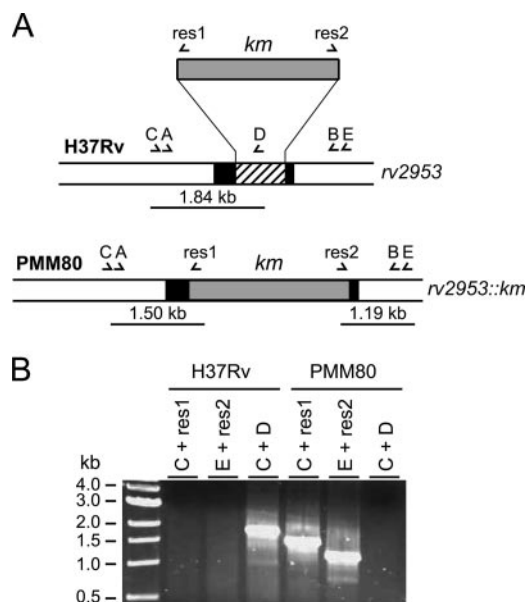 A
res1 km res2
C A D B E
H37Rv
rv2953
1.84 kb
PMM80
C A res1 km res2 B E
rv2953::km
1.50 kb 1.19 kb
B
H37Rv PMM80
C + res1 E + res2 C + D C + res1 E + res2 C + D
kb
4.0
3.0
2.0
1.5
1.0
0.5